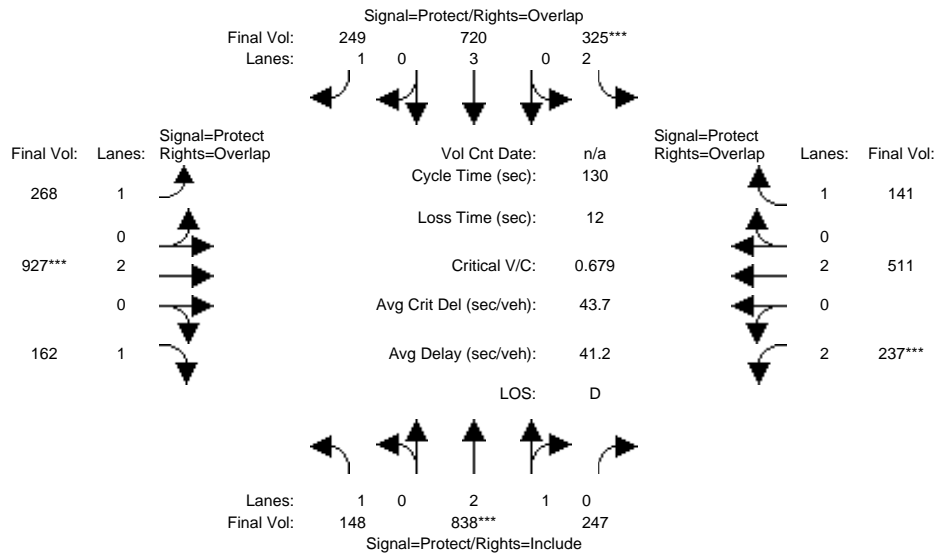 Signal=Protect/Rights=Overlap
Final Vol: 249 720 325***
Lanes: 1 0 3 0 2
Signal=Protect Signal=Protect
Final Vol: Lanes: Rights=Overlap Vol Cnt Date: n/a Rights=Overlap Lanes: Final Vol:
Cycle Time (sec): 130
268 1 1 141
Loss Time (sec): 12
0 0
927*** 2 Critical V/C: 0.679 2 511
0 Avg Crit Del (sec/veh): 43.7 0
162 1 Avg Delay (sec/veh): 41.2 2 237***
LOS: D
Lanes: 1 0 2 1 0
Final Vol: 148 838*** 247
Signal=Protect/Rights=Include